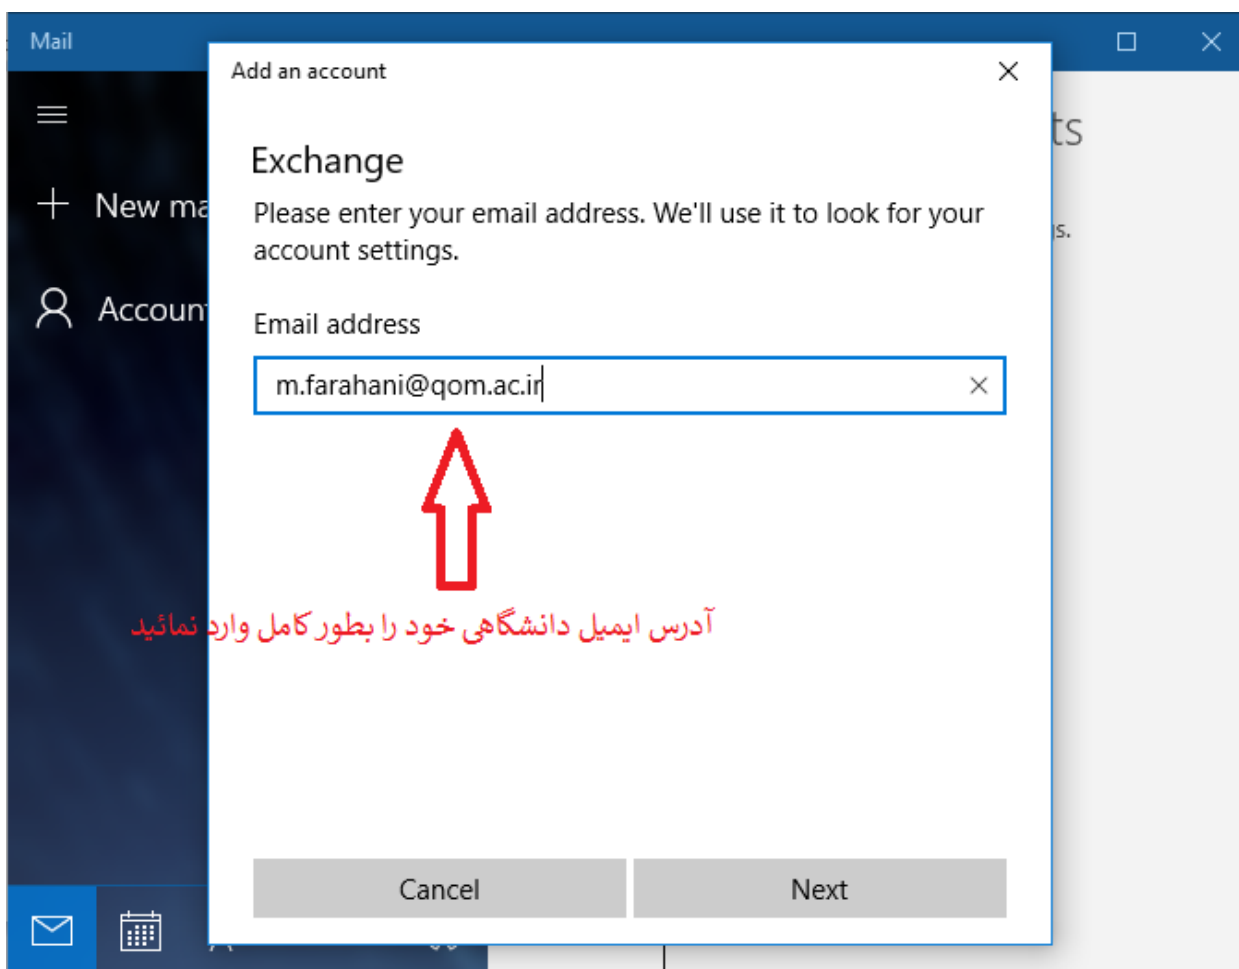 Mail
Add an account
Exchange
Please enter your email address. We'll use it to look for your
account settings.
Email address
m.farahani@qom.ac.ir
آدرس ایمیل دانشگاهی خود را بطور کامل وارد نمائید
Cancel
Next
New ma
Accoun
ts
s.